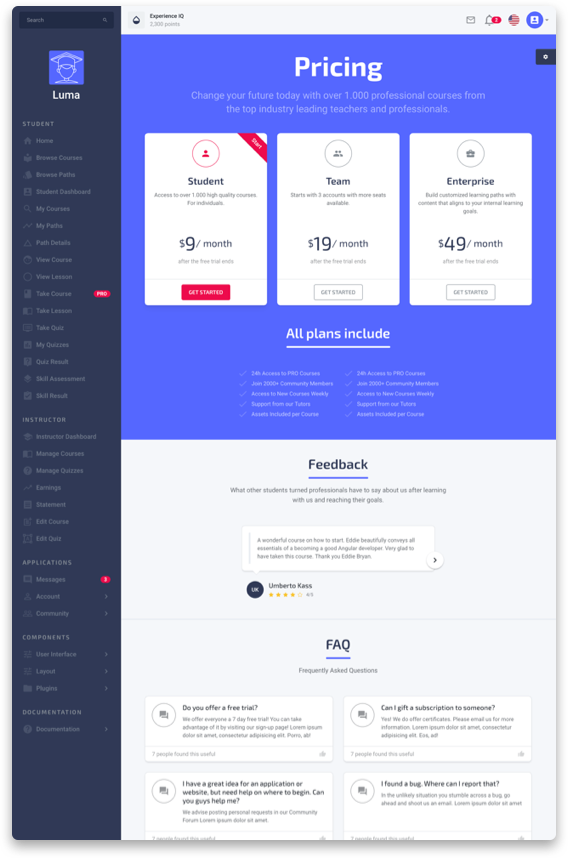 Search
Luma
STUDENT
Home
Browse Courses
Browse Paths
Student Dashboard
My Courses
My Paths
Path Details
View Course
View Lesson
Take Course PRO
Take Lesson
Take Quiz
My Quizzes
Quiz Result
Skill Assessment
Skill Result
INSTRUCTOR
Instructor Dashboard
Manage Courses
Manage Quizzes
Earnings
Statement
Edit Course
Edit Quiz
APPLICATIONS
Messages 3
Account
Community
COMPONENTS
User Interface
Layout
Plugins
DOCUMENTATION
Documentation
Experience IQ
2,300 points
2
Pricing
Change your future today with over 1.000 professional courses from
the top industry leading teachers and professionals.
Start
Student
Access to over 1.000 high quality courses.
For individuals.
$9/ month
after the free trial ends
GET STARTED
Team
Starts with 3 accounts with more seats
available.
$19/ month
after the free trial ends
GET STARTED
Enterprise
Build customized learning paths with
content that aligns to your internal learning
goals.
$49/ month
after the free trial ends
GET STARTED
All plans include
24h Access to PRO Courses
Join 2000+ Community Members
Access to New Courses Weekly
Support from our Tutors
Assets Included per Course
24h Access to PRO Courses
Join 2000+ Community Members
Access to New Courses Weekly
Support from our Tutors
Assets Included per Course
Feedback
What other students turned professionals have to say about us after learning
with us and reaching their goals.
A wonderful course on how to start. Eddie beautifully conveys all
essentials of a becoming a good Angular developer. Very glad to
have taken this course. Thank you Eddie Bryan.
UK
Umberto Kass
4/5
FAQ
Frequently Asked Questions
Do you offer a free trial?
We offer everyone a 7 day free trial! You can take
advantage of it by visiting our sign-up page! Lorem ipsum
dolor sit amet, consectetur adipisicing elit. Porro, ab!
7 people found this useful
Can I gift a subscription to someone?
Yes! We do offer certificates. Please email us for more
information. Lorem ipsum dolor sit amet, consectetur
adipisicing elit. Eos, ad!
7 people found this useful
I have a great idea for an application or
website, but need help on where to begin. Can
you guys help me?
We advise posting personal requests in our Community
Forum Lorem ipsum dolor sit amet.
7 people found this useful
I found a bug. Where can I report that?
In the unlikely situation you stumble across a bug, go
ahead and shoot us an email. Lorem ipsum dolor sit amet
7 people found this useful